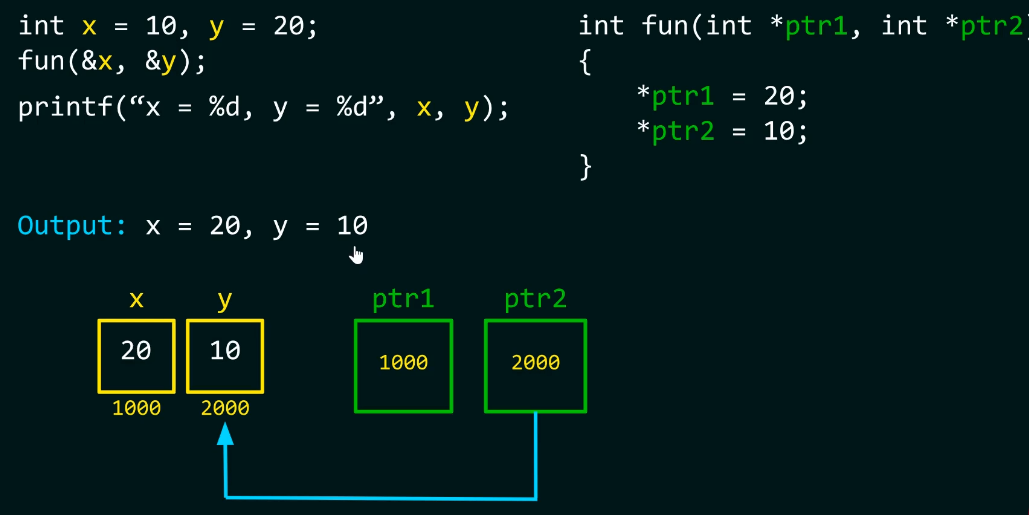 int x = 10, y = 20;
fun(&x, &y);
printf(“x = %d, y = %d”, x, y);
int fun(int *ptr1, int *ptr2)
{
*ptr1 = 20;
*ptr2 = 10;
}
Output: x = 20, y = 10
x y ptr1 ptr2
20 10 1000 2000
1000 2000